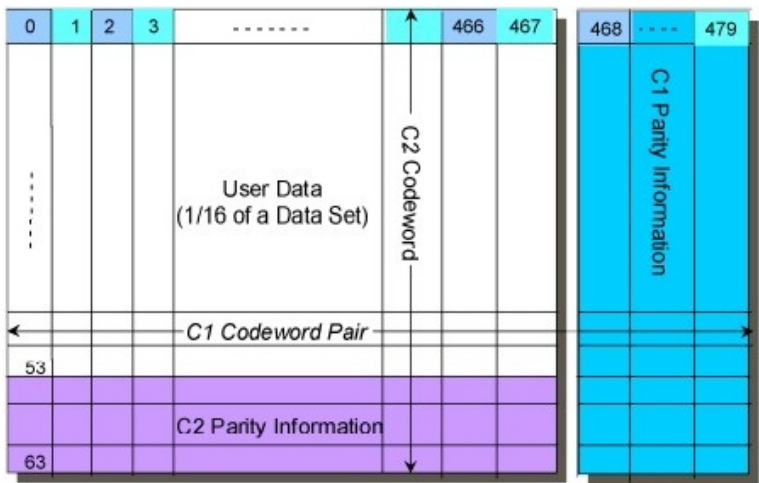 0 1 2 3 ------- 466 467 468 ---- 479
C2 Codeword
C1 Parity Information
User Data
(1/16 of a Data Set)
C1 Codeword Pair
53
C2 Parity Information
63